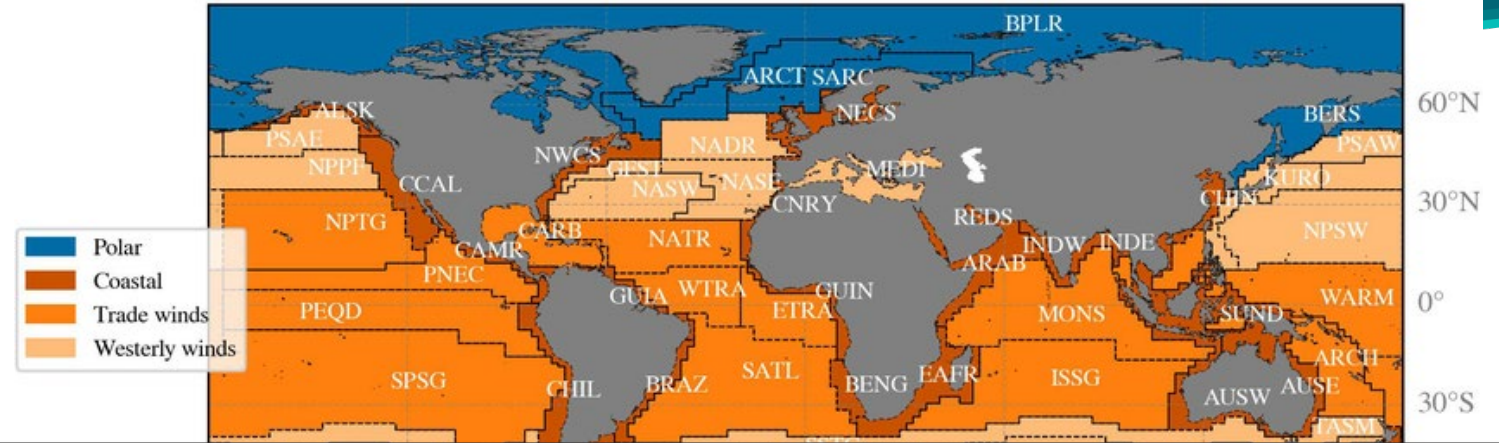 BPLR
ARCT SARC
60°N
ALSK
NECS
BERS
PSAE
NADR
PSAW
NWCS
GFST
NPPF
MEDI
KURO
CCAL
NASW
NASE
CHIN
CNRY
30°N
NPTG
REDS
CARB
NATR
NPSW
CAMR
INDW
INDE
Polar
PNEC
ARAB
Coastal
GUIA
WTRA
GUIN
WARM
0°
Trade winds
PEQD
ETRA
MONS
SUND
Westerly winds
ARCH
SPSG
CHIL
BRAZ
SATL
BENG
EAFR
ISSG
AUSW
AUSE
30°S
TASM